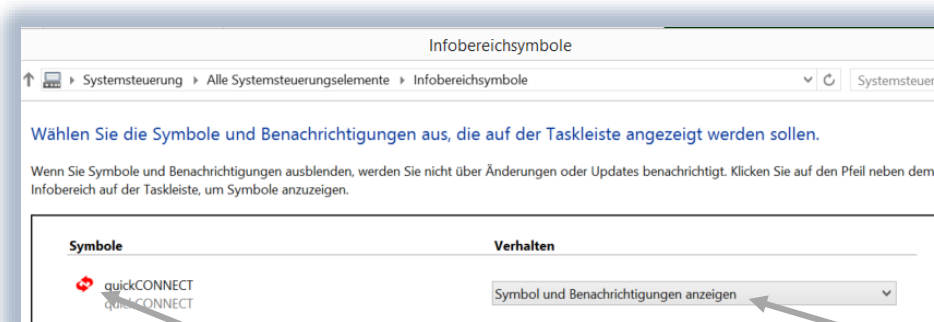 Infobereichsymbole
Systemsteuerung Alle Systemsteuerungselemente Infobereichsymbole Systemsteuer
Wählen Sie die Symbole und Benachrichtigungen aus, die auf der Taskleiste angezeigt werden sollen.
Wenn Sie Symbole und Benachrichtigungen ausblenden, werden Sie nicht über Änderungen oder Updates benachrichtigt. Klicken Sie auf den Pfeil neben dem
Infobereich auf der Taskleiste, um Symbole anzuzeigen.
Symbole Verhalten
quickCONNECT
quickCONNECT
Symbol und Benachrichtigungen anzeigen